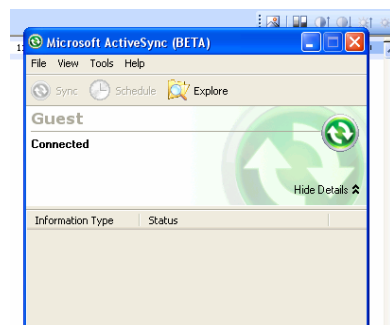 Microsoft ActiveSync (BETA)
File View Tools Help
Sync Schedule Explore
Guest
Connected
Hide Details
Information Type Status